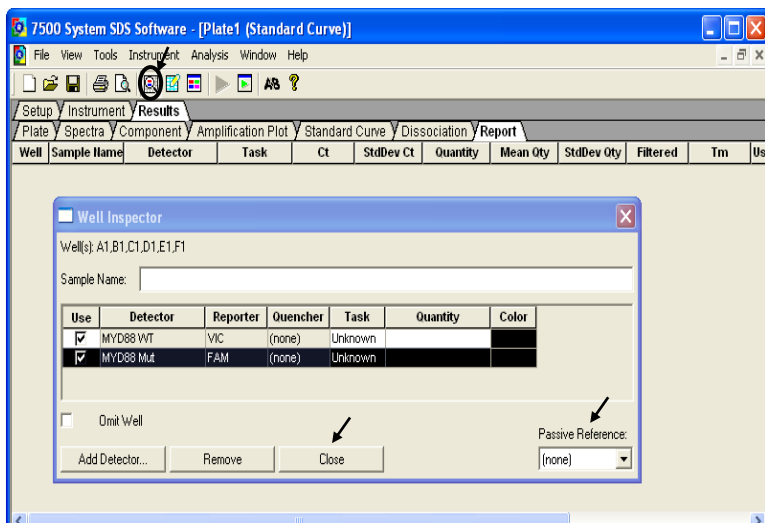 7500 System SDS Software - [Plate1 (Standard Curve)]
File View Tools Instrument Analysis Window Help
Setup Instrument Results
Plate Spectra Component Amplification Plot Standard Curve Dissociation Report
Well Sample Name Detector Task Ct StdDev Ct Quantity Mean Qty StdDev Qty Filtered Tm Us
Well Inspector
Well(s): A1,B1,C1,D1,E1,F1
Sample Name:
Use Detector Reporter Quencher Task Quantity Color
MYD88 WT VIC (none) Unknown
MYD88 Mut FAM (none) Unknown
Omit Well
Passive Reference:
Add Detector... Remove Close (none)